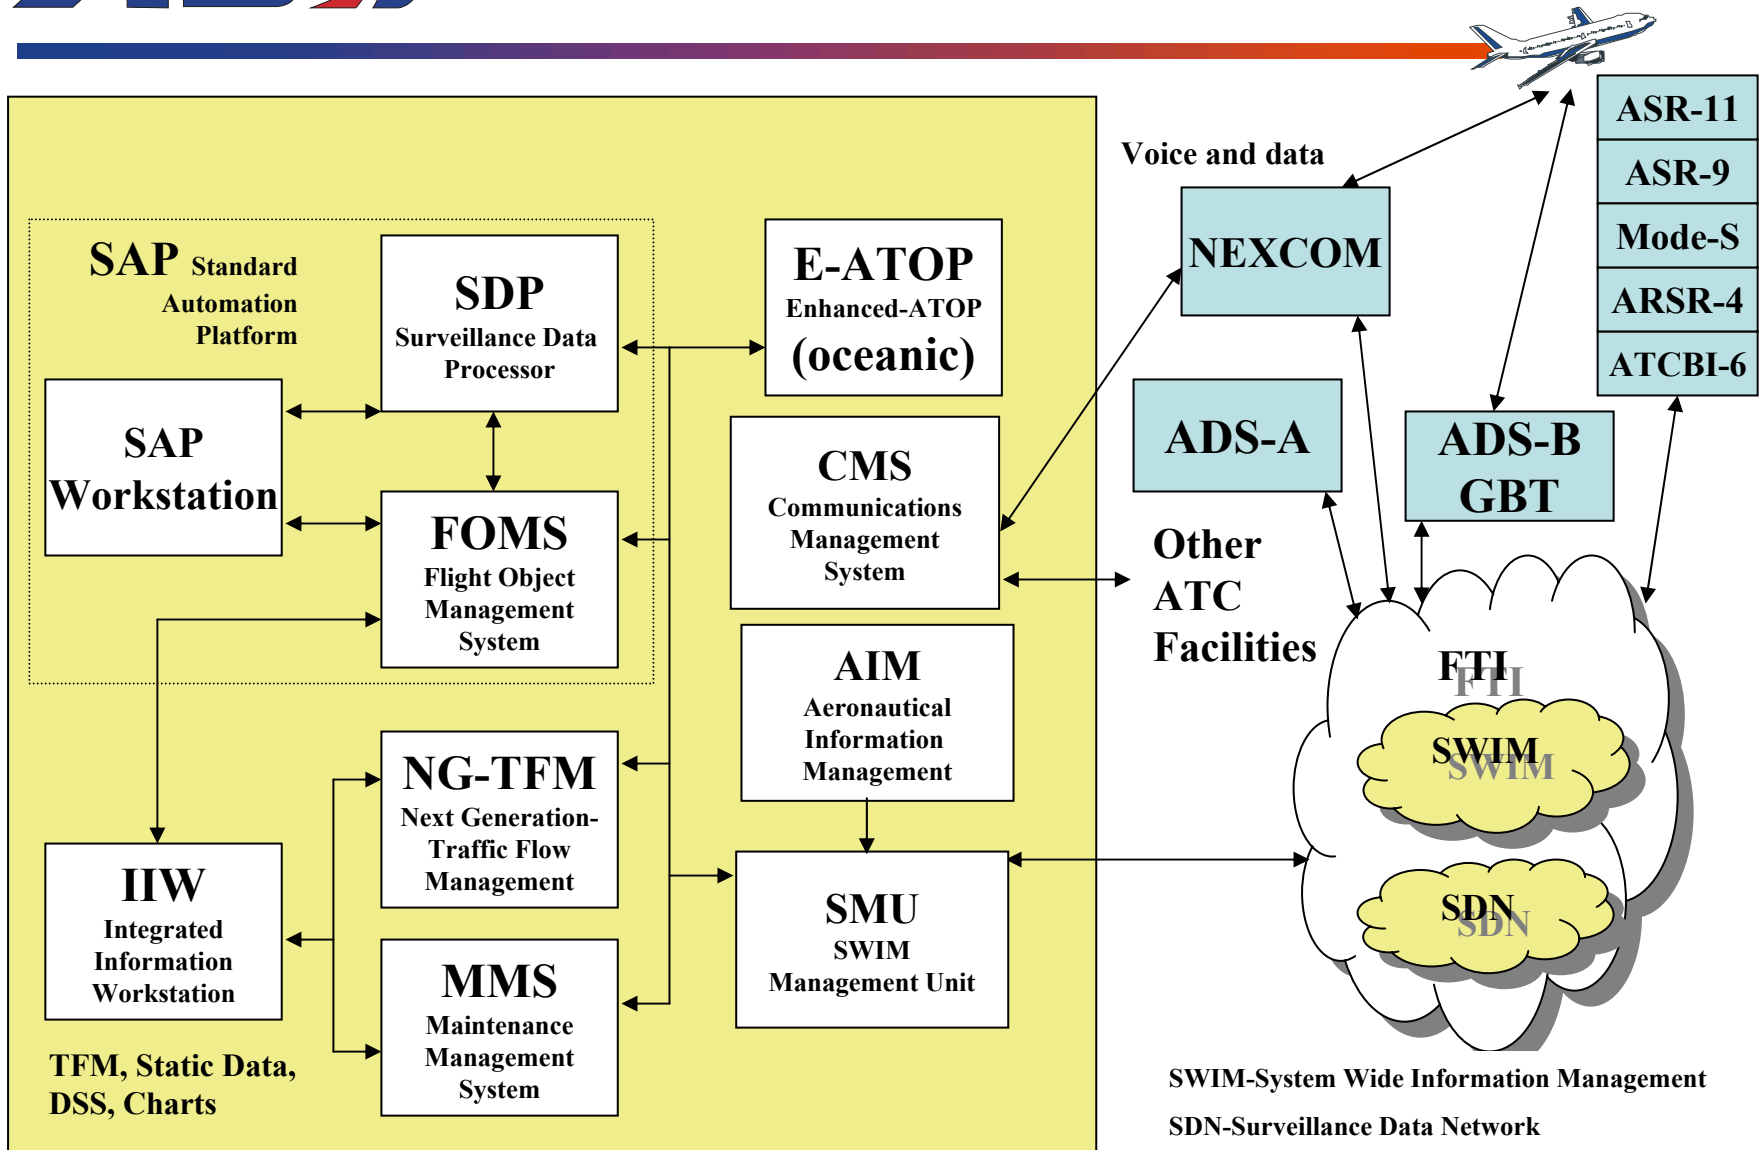 ASR-11
ASR-9
Mode-S
ARSR-4
ATCBI-6
Voice and data
NEXCOM
SAP Standard
Automation
Platform
SDP
Surveillance Data
Processor
E-ATOP
Enhanced-ATOP
(oceanic)
SAP
Workstation
ADS-A
ADS-B
GBT
CMS
Communications
Management
System
FOMS
Flight Object
Management
System
Other
ATC
Facilities
AIM
Aeronautical
Information
Management
FTI
SWIM
SDN
NG-TFM
Next Generation-
Traffic Flow
Management
IIW
Integrated
Information
Workstation
SMU
SWIM
Management Unit
MMS
Maintenance
Management
System
TFM, Static Data,
DSS, Charts
SWIM-System Wide Information Management
SDN-Surveillance Data Network